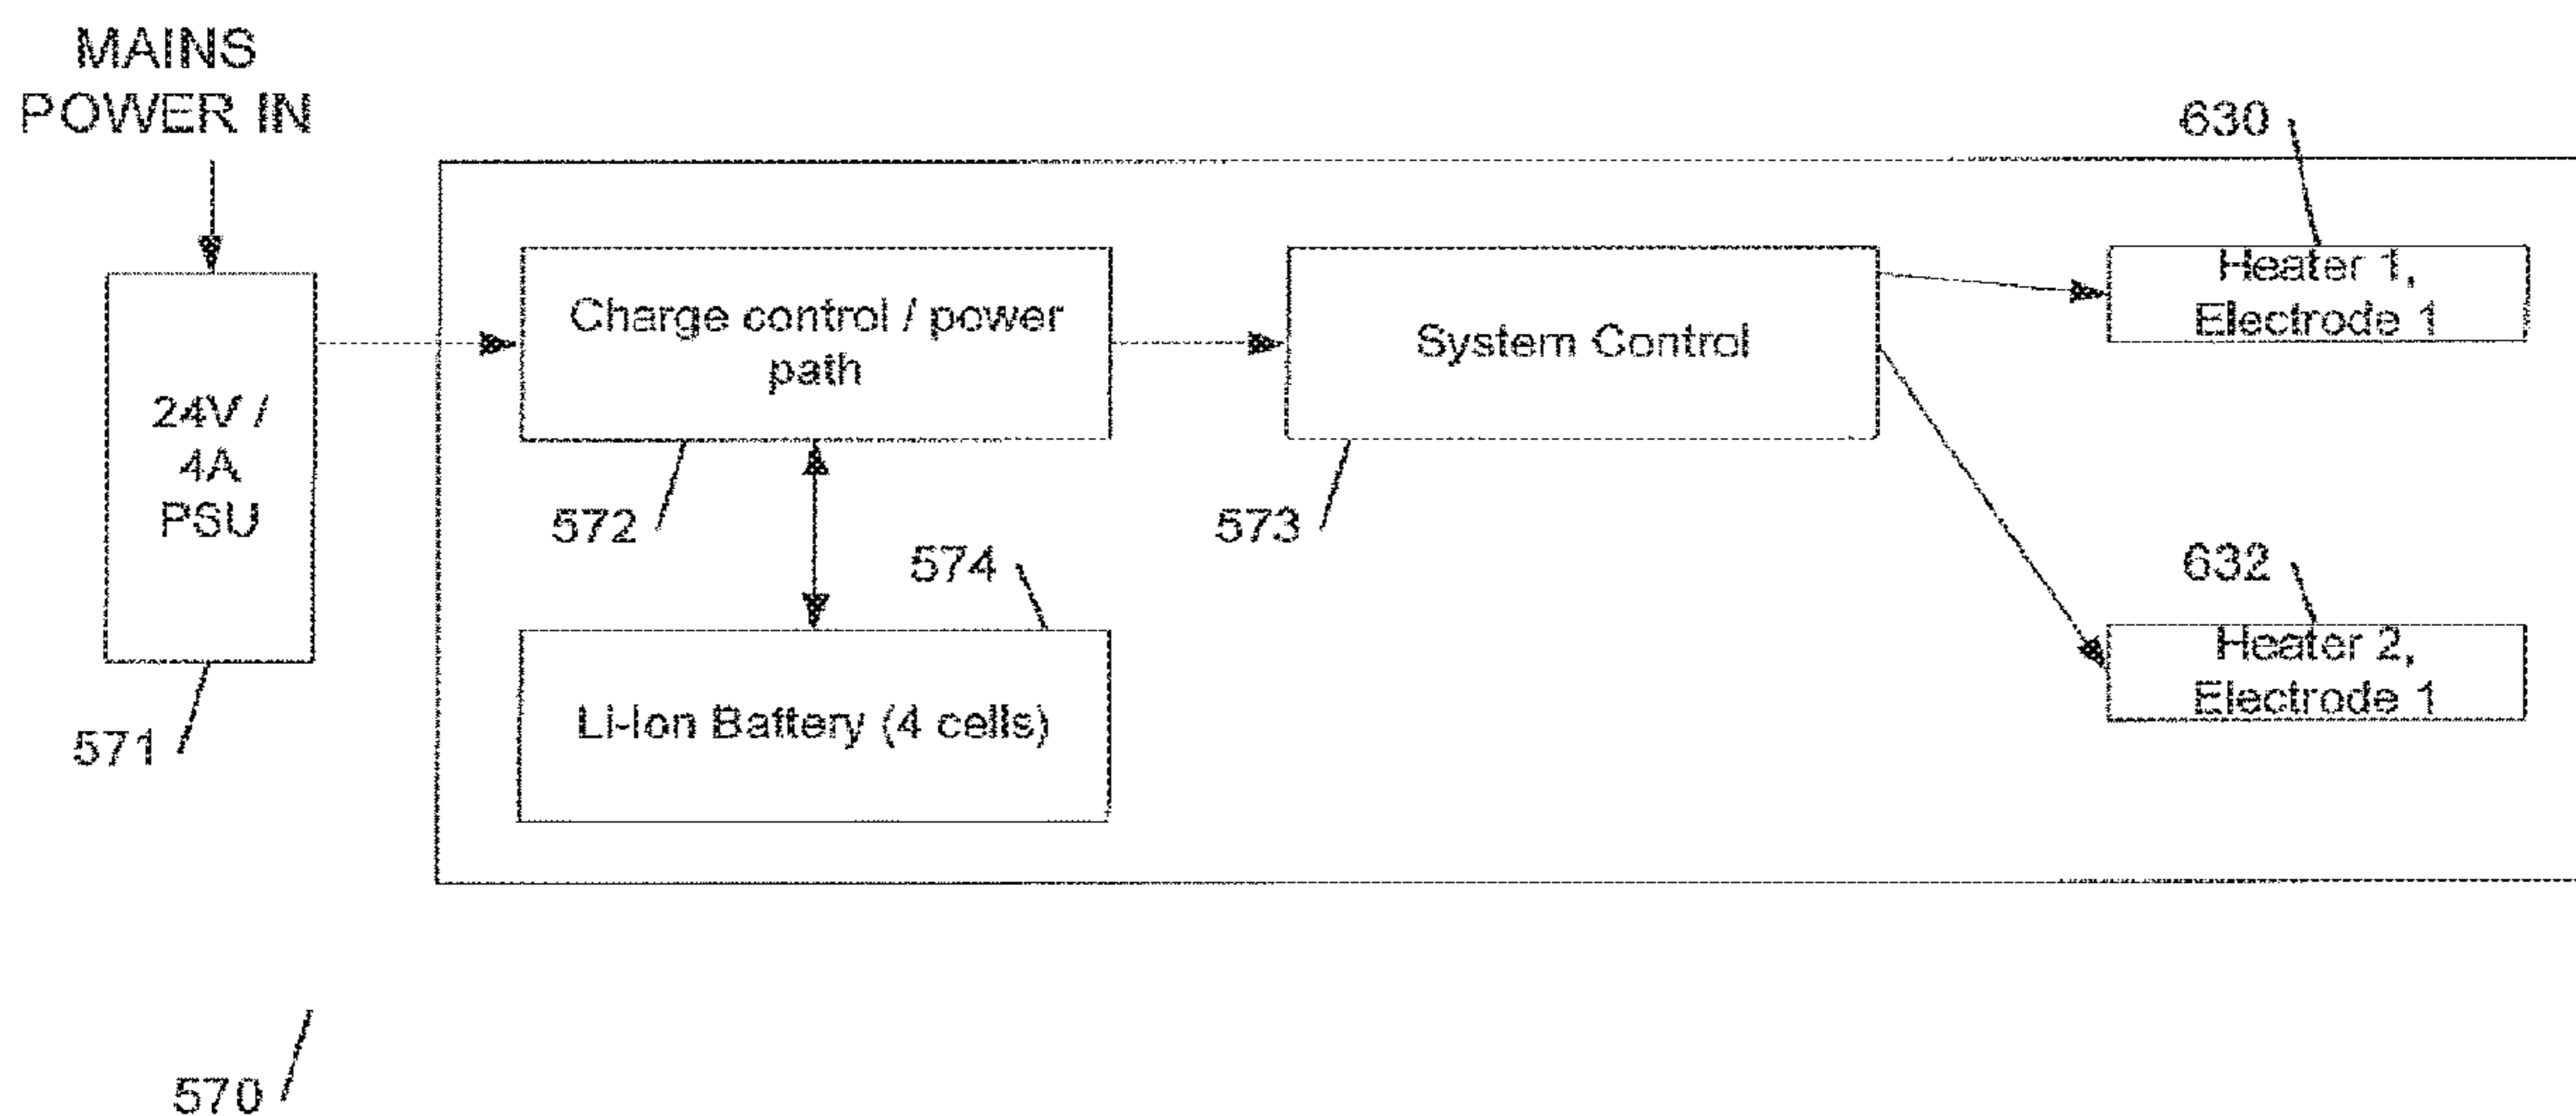 MAINS
POWER IN
630
Heater 1,
Electrode 1
Charge control / power
path
System Control
24V /
4A
PSU
572
573
574
632
Heater 2,
Electrode 1
Li-Ion Battery (4 cells)
571
570